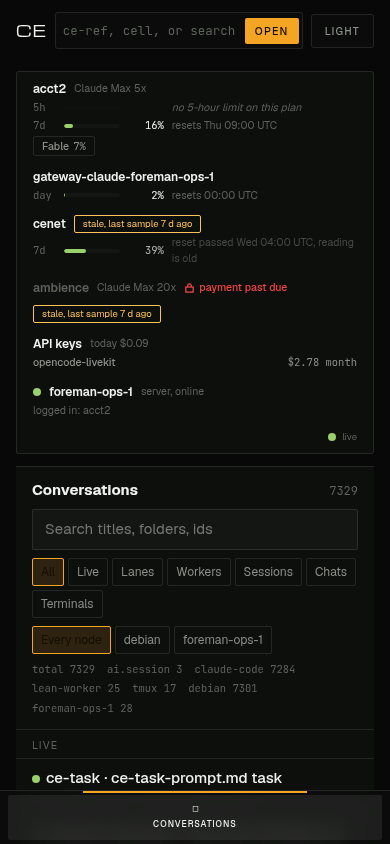 CE ce-ref, cell, or search OPEN LIGHT
acct2 Claude Max 5x
5h no 5-hour limit on this plan
7d 16% resets Thu 09:00 UTC
Fable 7%
gateway-claude-foreman-ops-1
day 2% resets 00:00 UTC
cenet stale, last sample 7 d ago
7d 39% reset passed Wed 04:00 UTC, reading
is old
ambience Claude Max 20x payment past due
stale, last sample 7 d ago
API keys today $0.09
opencode-livekit $2.78 month
foreman-ops-1 server, online
logged in: acct2
live
Conversations 7329
Search titles, folders, ids
All Live Lanes Workers Sessions Chats
Terminals
Every node debian foreman-ops-1
total 7329 ai.session 3 claude-code 7284
lean-worker 25 tmux 17 debian 7301
foreman-ops-1 28
LIVE
ce-task · ce-task-prompt.md task
CONVERSATIONS